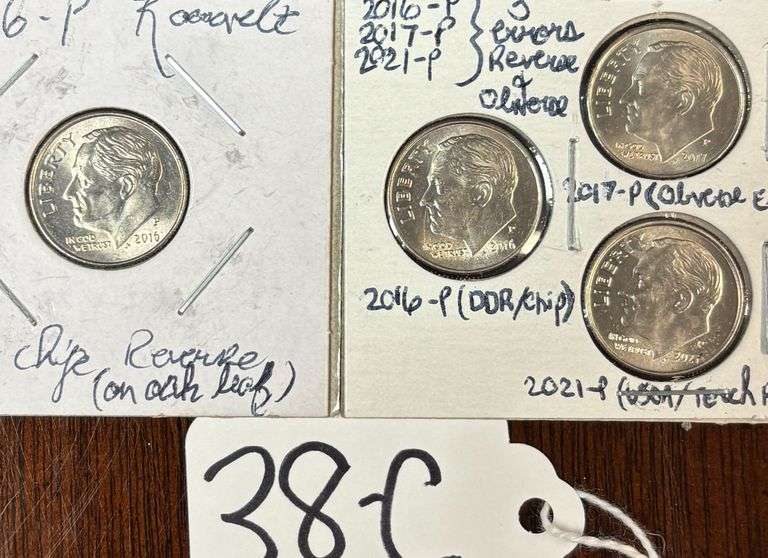 6-P Roosevelt
LIBERTY
IN GOD
WE TRUST
P
2016
Chip Reverse
(on oak leaf)
2016-P
2017-P
2021-P
errors
Reverse
&
Obverse
LIBERTY
IN GOD
WE TRUST
P
2016
2016-P (DDR/Chip)
LIBERTY
IN GOD
WE TRUST
P
2017
2017-P (Obverse E
LIBERTY
IN GOD
WE TRUST
2021
2021-P
38-C